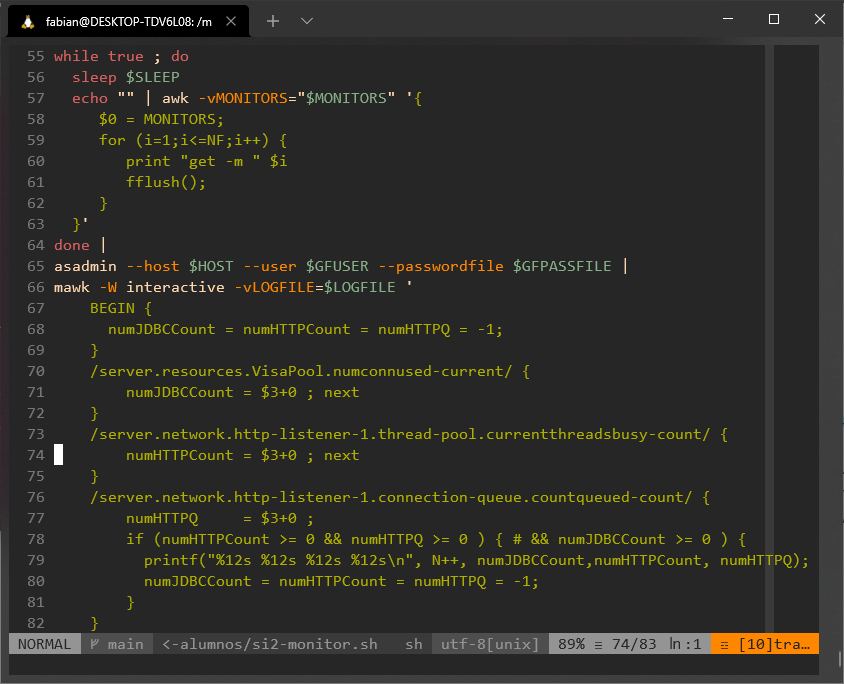 fabian@DESKTOP-TDV6L08: /m
55 while true ; do
56   sleep $SLEEP
57   echo "" | awk -vMONITORS="$MONITORS" '{
58      $0 = MONITORS;
59      for (i=1;i<=NF;i++) {
60         print "get -m " $i
61         fflush();
62      }
63   }'
64 done |
65 asadmin --host $HOST --user $GFUSER --passwordfile $GFPASSFILE |
66 mawk -W interactive -vLOGFILE=$LOGFILE '
67     BEGIN {
68       numJDBCCount = numHTTPCount = numHTTPQ = -1;
69     }
70     /server.resources.VisaPool.numconnused-current/ {
71         numJDBCCount = $3+0 ; next
72     }
73     /server.network.http-listener-1.thread-pool.currentthreadsbusy-count/ {
74         numHTTPCount = $3+0 ; next
75     }
76     /server.network.http-listener-1.connection-queue.countqueued-count/ {
77         numHTTPQ     = $3+0 ;
78         if (numHTTPCount >= 0 && numHTTPQ >= 0 ) { # && numJDBCCount >= 0 ) {
79           printf("%12s %12s %12s %12s\n", N++, numJDBCCount,numHTTPCount, numHTTPQ);
80           numJDBCCount = numHTTPCount = numHTTPQ = -1;
81         }
82     }
NORMAL main <-alumnos/si2-monitor.sh sh utf-8[unix] 89% ≡ 74/83 ln :1 ≡ [10]tra…